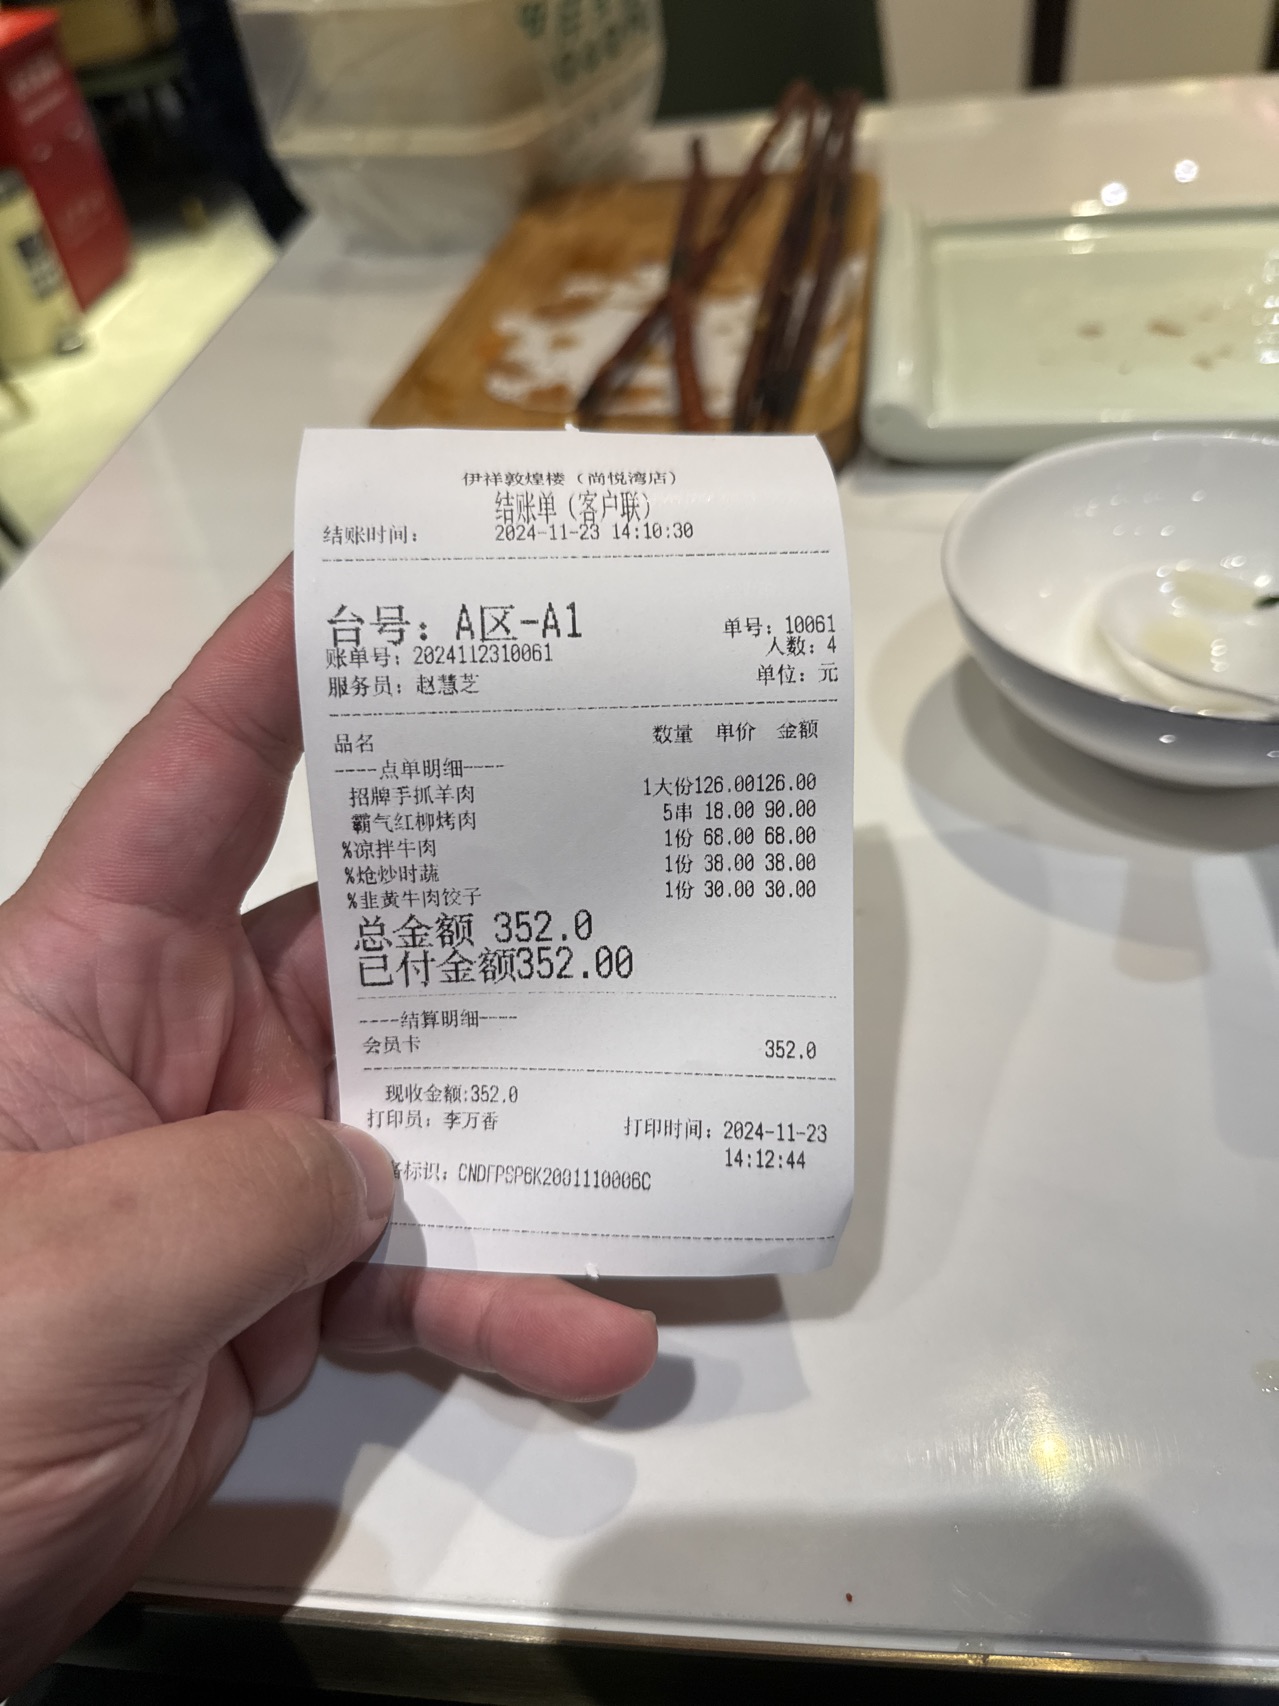 伊祥敦煌楼（尚悦湾店）
结账单（客户联）
结账时间： 2024-11-23 14:10:30
台号：A区-A1
单号：10061
账单号：2024112310061
人数：4
服务员：赵慧芝
单位：元
品名 数量 单价 金额
----点单明细----
招牌手抓羊肉 1大份126.00126.00
霸气红柳烤肉 5串 18.00 90.00
%凉拌牛肉 1份 68.00 68.00
%炝炒时蔬 1份 38.00 38.00
%韭黄牛肉饺子 1份 30.00 30.00
总金额 352.0
已付金额352.00
----结算明细----
会员卡 352.0
现收金额:352.0
打印员：李万香 打印时间：2024-11-23
14:12:44
标识：CNDFPSP6K2001110006C